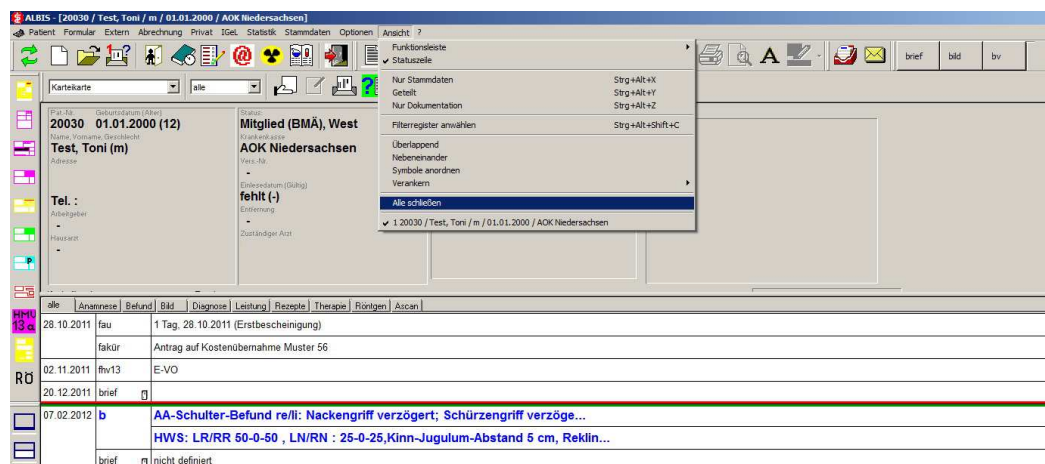 ALBIS - [20030 / Test, Toni / m / 01.01.2000 / AOK Niedersachsen]
Patient Formular Extern Abrechnung Privat IGeL Statistik Stammdaten Optionen Ansicht ?
brief bild bv
Funktionsleiste
Statuszeile
Nur Stammdaten Strg+Alt+X
Geteilt Strg+Alt+Y
Nur Dokumentation Strg+Alt+Z
Filterregister anwählen Strg+Alt+Shift+C
Überlappend
Nebeneinander
Symbole anordnen
Verankern
Alle schließen
1 20030 / Test, Toni / m / 01.01.2000 / AOK Niedersachsen
Karteikarte alle
Pat.-Nr. Geburtsdatum (Alter)
20030 01.01.2000 (12)
Name, Vorname, Geschlecht
Test, Toni (m)
Adresse
Tel. :
Arbeitgeber
-
Hausarzt
-
Status
Mitglied (BMÄ), West
Krankenkasse
AOK Niedersachsen
Vers.-Nr.
-
Einlesedatum (Gültig)
fehlt (-)
Entfernung
-
Zuständiger Arzt
HMV
13 a
RÖ
alle Anamnese Befund Bild Diagnose Leistung Rezepte Therapie Röntgen Ascan
28.10.2011 fau 1 Tag, 28.10.2011 (Erstbescheinigung)
fakür Antrag auf Kostenübernahme Muster 56
02.11.2011 fhv13 E-VO
20.12.2011 brief
07.02.2012 b AA-Schulter-Befund re/li: Nackengriff verzögert; Schürzengriff verzöge...
HWS: LR/RR 50-0-50 , LN/RN : 25-0-25,Kinn-Jugulum-Abstand 5 cm, Reklin...
brief nicht definiert